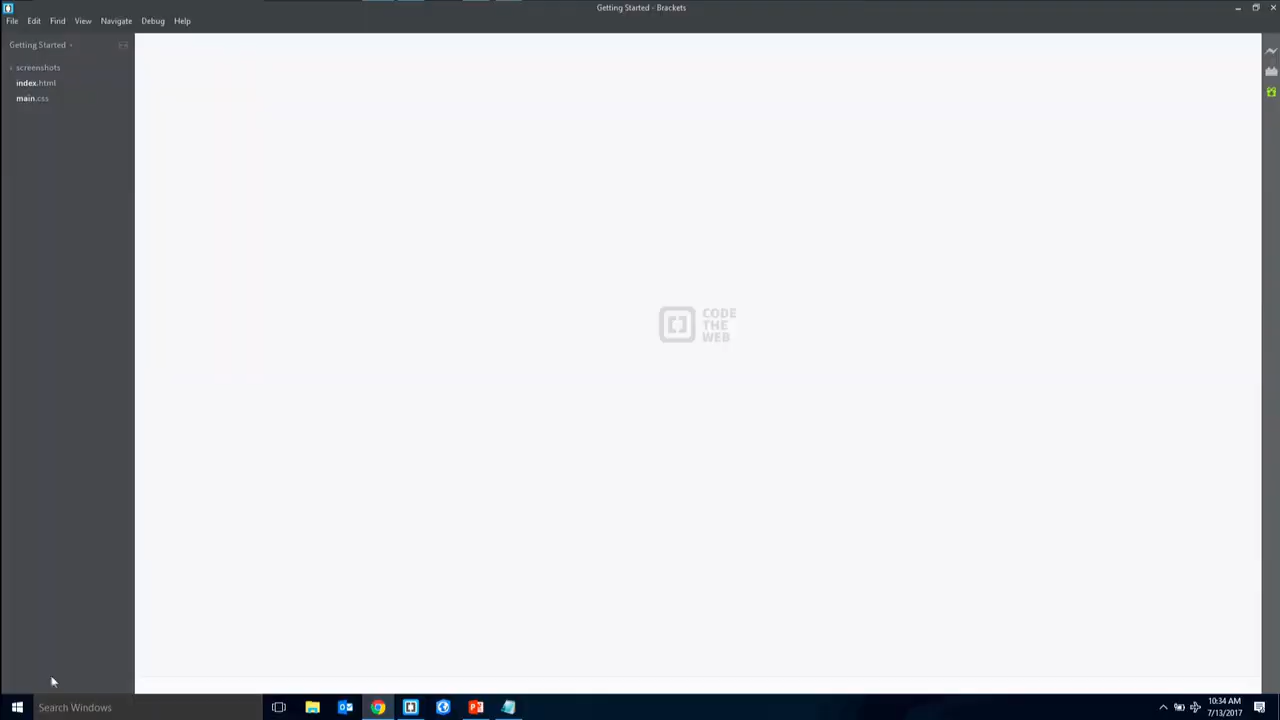 Getting Started - Brackets
File Edit Find View Navigate Debug Help
Getting Started
screenshots
index.html
main.css
CODE
THE
WEB
Search Windows
10:34 AM
7/13/2017